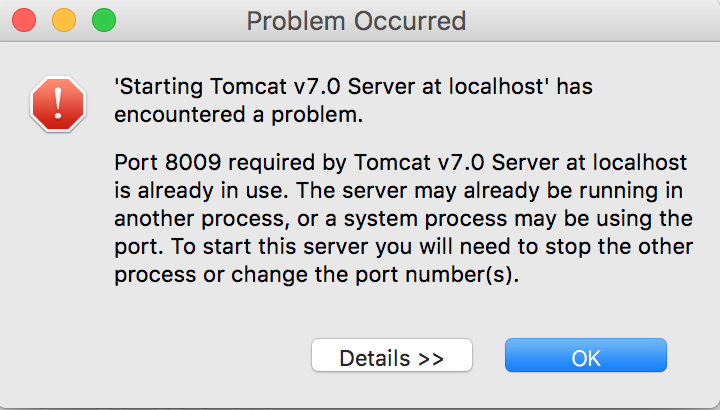 Problem Occurred
'Starting Tomcat v7.0 Server at localhost' has
encountered a problem.
Port 8009 required by Tomcat v7.0 Server at localhost
is already in use. The server may already be running in
another process, or a system process may be using the
port. To start this server you will need to stop the other
process or change the port number(s).
Details >>
OK